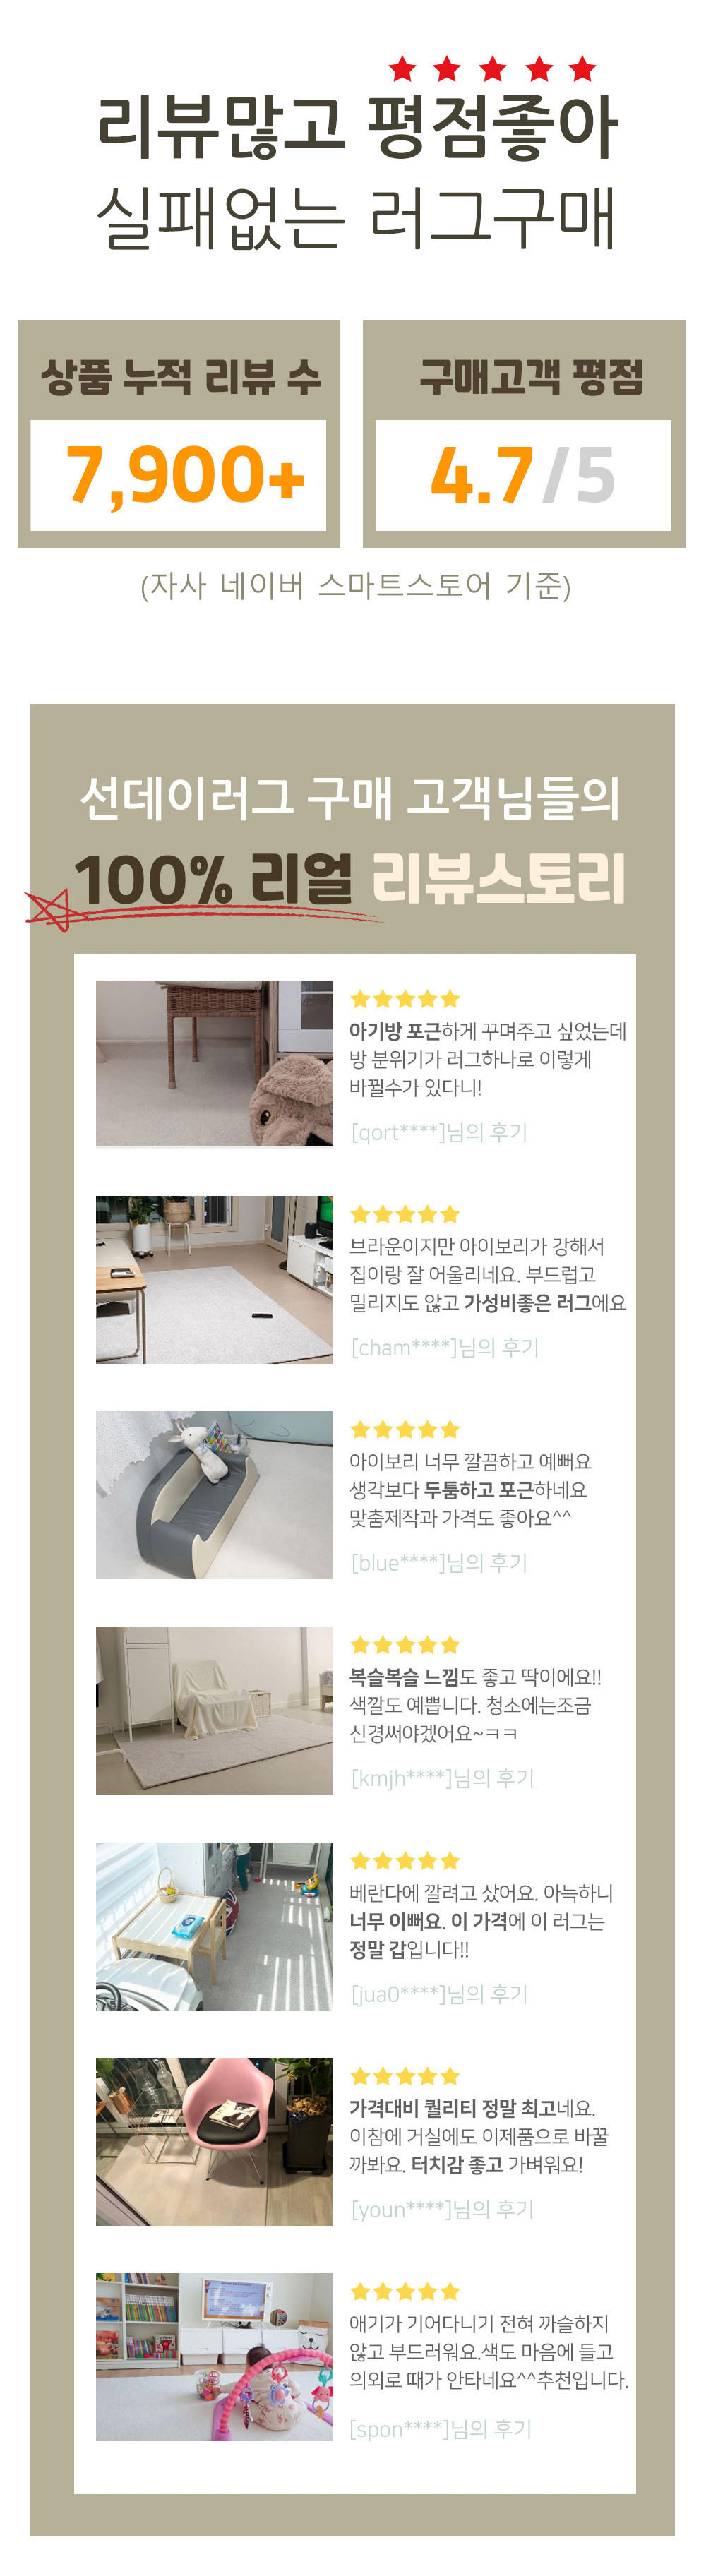 리뷰많고 평점좋아
실패없는 러그구매
상품 누적 리뷰 수
7,900+
구매고객 평점
4.7/5
(자사 네이버 스마트스토어 기준)
선데이러그 구매 고객님들의
100% 리얼 리뷰스토리
아기방 포근하게 꾸며주고 싶었는데
방 분위기가 러그하나로 이렇게
바뀔수가 있다니!
[qort****]님의 후기
브라운이지만 아이보리가 강해서
집이랑 잘 어울리네요. 부드럽고
밀리지도 않고 가성비좋은 러그에요
[cham****]님의 후기
아이보리 너무 깔끔하고 예뻐요
생각보다 두툼하고 포근하네요
맞춤제작과 가격도 좋아요^^
[blue****]님의 후기
복슬복슬 느낌도 좋고 딱이에요!!
색깔도 예쁩니다. 청소에는조금
신경써야겠어요~ㅋㅋ
[kmjh****]님의 후기
베란다에 깔려고 샀어요. 아늑하니
너무 이뻐요. 이 가격에 이 러그는
정말 갑입니다!!
[jua0****]님의 후기
가격대비 퀄리티 정말 최고네요.
이참에 거실에도 이제품으로 바꿀
까봐요. 터치감 좋고 가벼워요!
[youn****]님의 후기
애기가 기어다니기 전혀 까슬하지
않고 부드러워요.색도 마음에 들고
의외로 때가 안타네요^^추천입니다.
[spon****]님의 후기